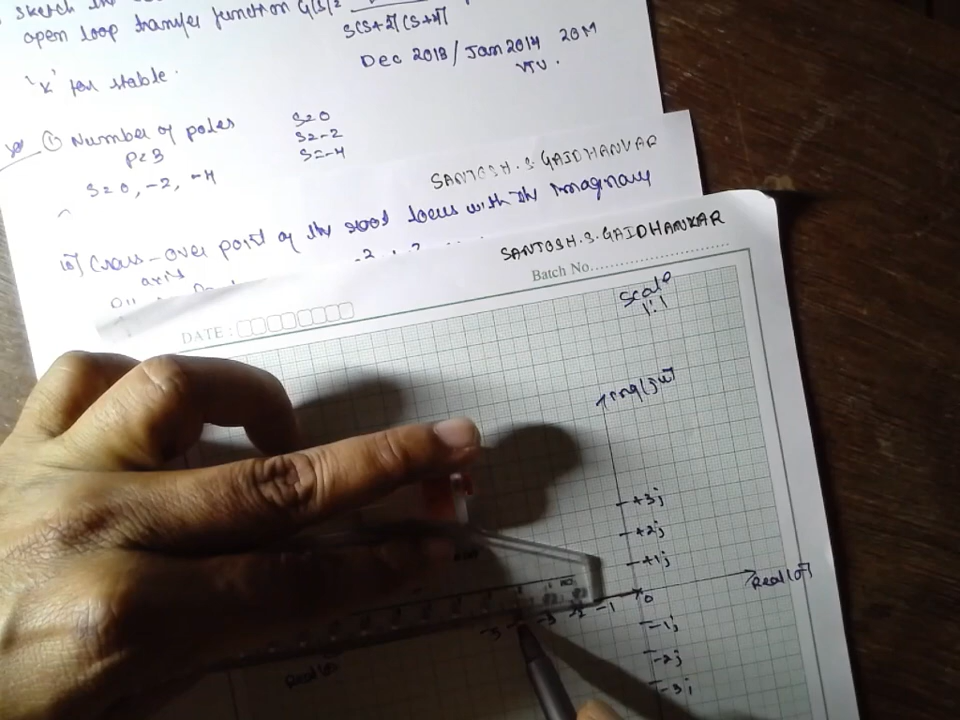 sketch the
open loop transfer function G(s)=
s(s+2)(s+4)
Dec 2013/Jan 2014 20M
VTU.
'K' for stable.
① Number of poles
P=3
s=0, -2, -4
s=0
s=-2
s=-4
SANTOSH.S.GAIDHANKAR
10) Cross-over point of the root locus with the imaginary
axis
SANTOSH.S.GAIDHANKAR
Batch No.
DATE :
Scale
1:1
Img(jω)
+3j
+2j
+1j
Real(σ)
-5 -3 -2 -1 0
-1j
-2j
-3j